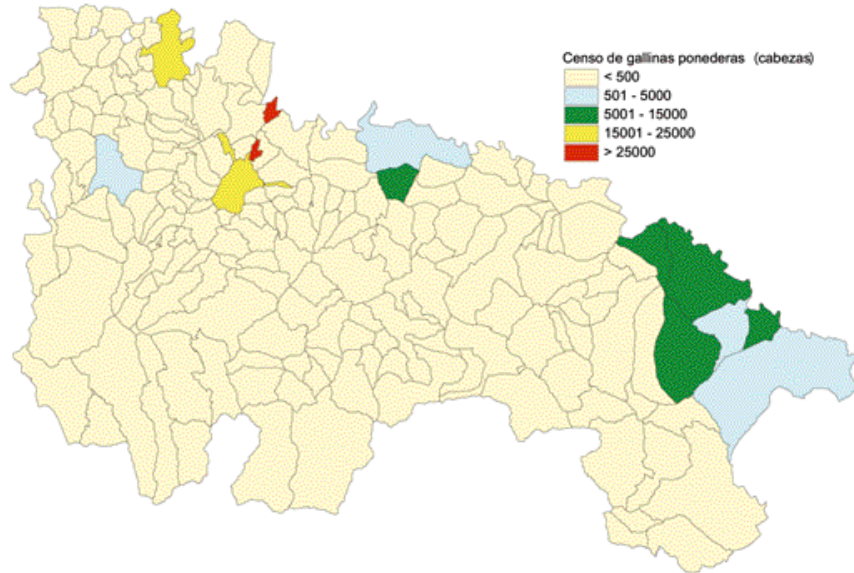 Censo de gallinas ponederas (cabezas)
< 500
501 - 5000
5001 - 15000
15001 - 25000
> 25000